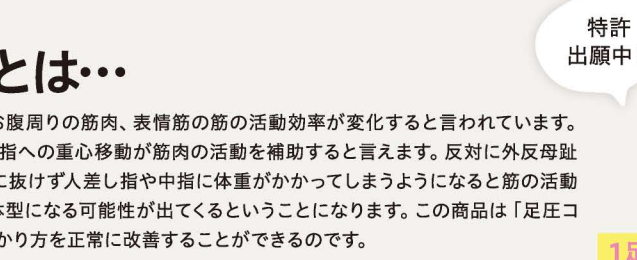 特許
出願中
とは…
お腹周りの筋肉、表情筋の筋の活動効率が変化すると言われています。
指への重心移動が筋肉の活動を補助すると言えます。反対に外反母趾
に抜けず人差し指や中指に体重がかかってしまうようになると筋の活動
体型になる可能性が出てくるということになります。この商品は「足圧コ
かり方を正常に改善することができるのです。
1足